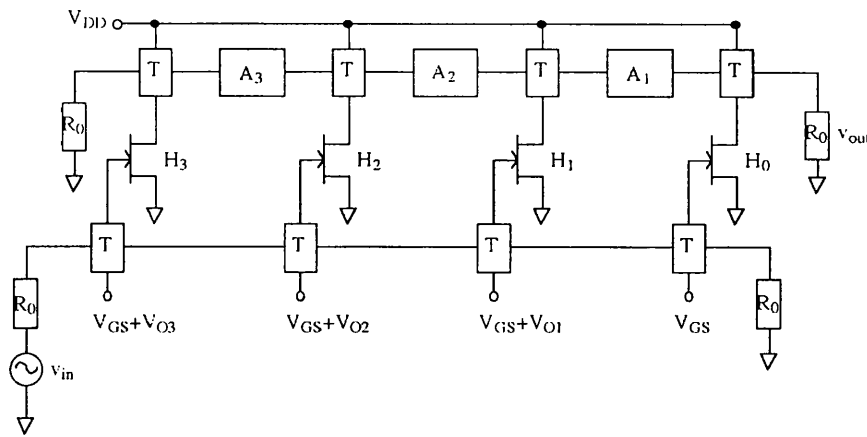 V_DD
T A_3 T A_2 T A_1 T
R_0 R_0 v_out
H_3 H_2 H_1 H_0
T T T T
R_0 R_0
V_GS+V_O3 V_GS+V_O2 V_GS+V_O1 V_GS
v_in